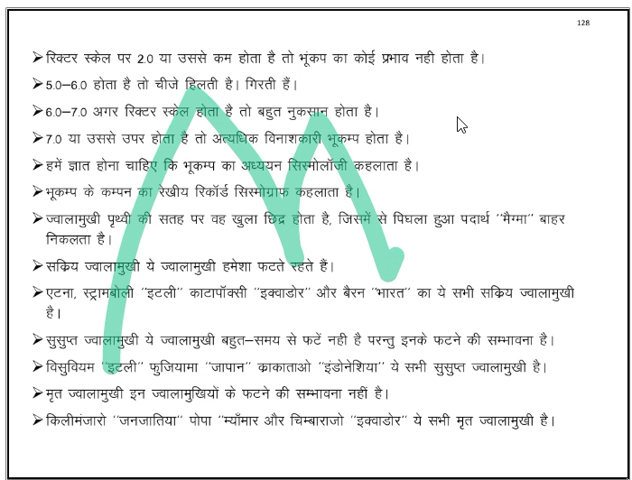 128
➢रिक्टर स्केल पर 2.0 या उससे कम होता है तो भूंकप का कोई प्रभाव नही होता है।
➢5.0–6.0 होता है तो चीजे हिलती है। गिरती हैं।
➢6.0–7.0 अगर रिक्टर स्केल होता है तो बहुत नुकसान होता है।
➢7.0 या उससे उपर होता है तो अत्यधिक विनाशकारी भूकम्प होता है।
➢हमें ज्ञात होना चाहिए कि भूकम्प का अध्ययन सिस्मोलॉजी कहलाता है।
➢भूकम्प के कम्पन का रेखीय रिकॉर्ड सिस्मोग्राफ कहलाता है।
➢ज्वालामुखी पृथ्वी की सतह पर वह खुला छिद्र होता है, जिसमें से पिघला हुआ पदार्थ "मैग्मा" बाहर
निकलता है।
➢सक्रिय ज्वालामुखी ये ज्वालामुखी हमेशा फटते रहते हैं।
➢एटना, स्ट्रामबोली "इटली" काटापॉक्सी "इक्वाडोर" और बैरन "भारत" का ये सभी सक्रिय ज्वालामुखी
है।
➢सुसुप्त ज्वालामुखी ये ज्वालामुखी बहुत–समय से फटें नही है परन्तु इनके फटने की सम्भावना है।
➢विसुवियम "इटली" फुजियामा "जापान" क्राकाताओ "इंडोनेशिया" ये सभी सुसुप्त ज्वालामुखी है।
➢मृत ज्वालामुखी इन ज्वालामुखियों के फटने की सम्भावना नहीं है।
➢किलीमंजारो "जनजातिया" पोपा "म्याँमार और चिम्बाराजो "इक्वाडोर" ये सभी मृत ज्वालामुखी है।